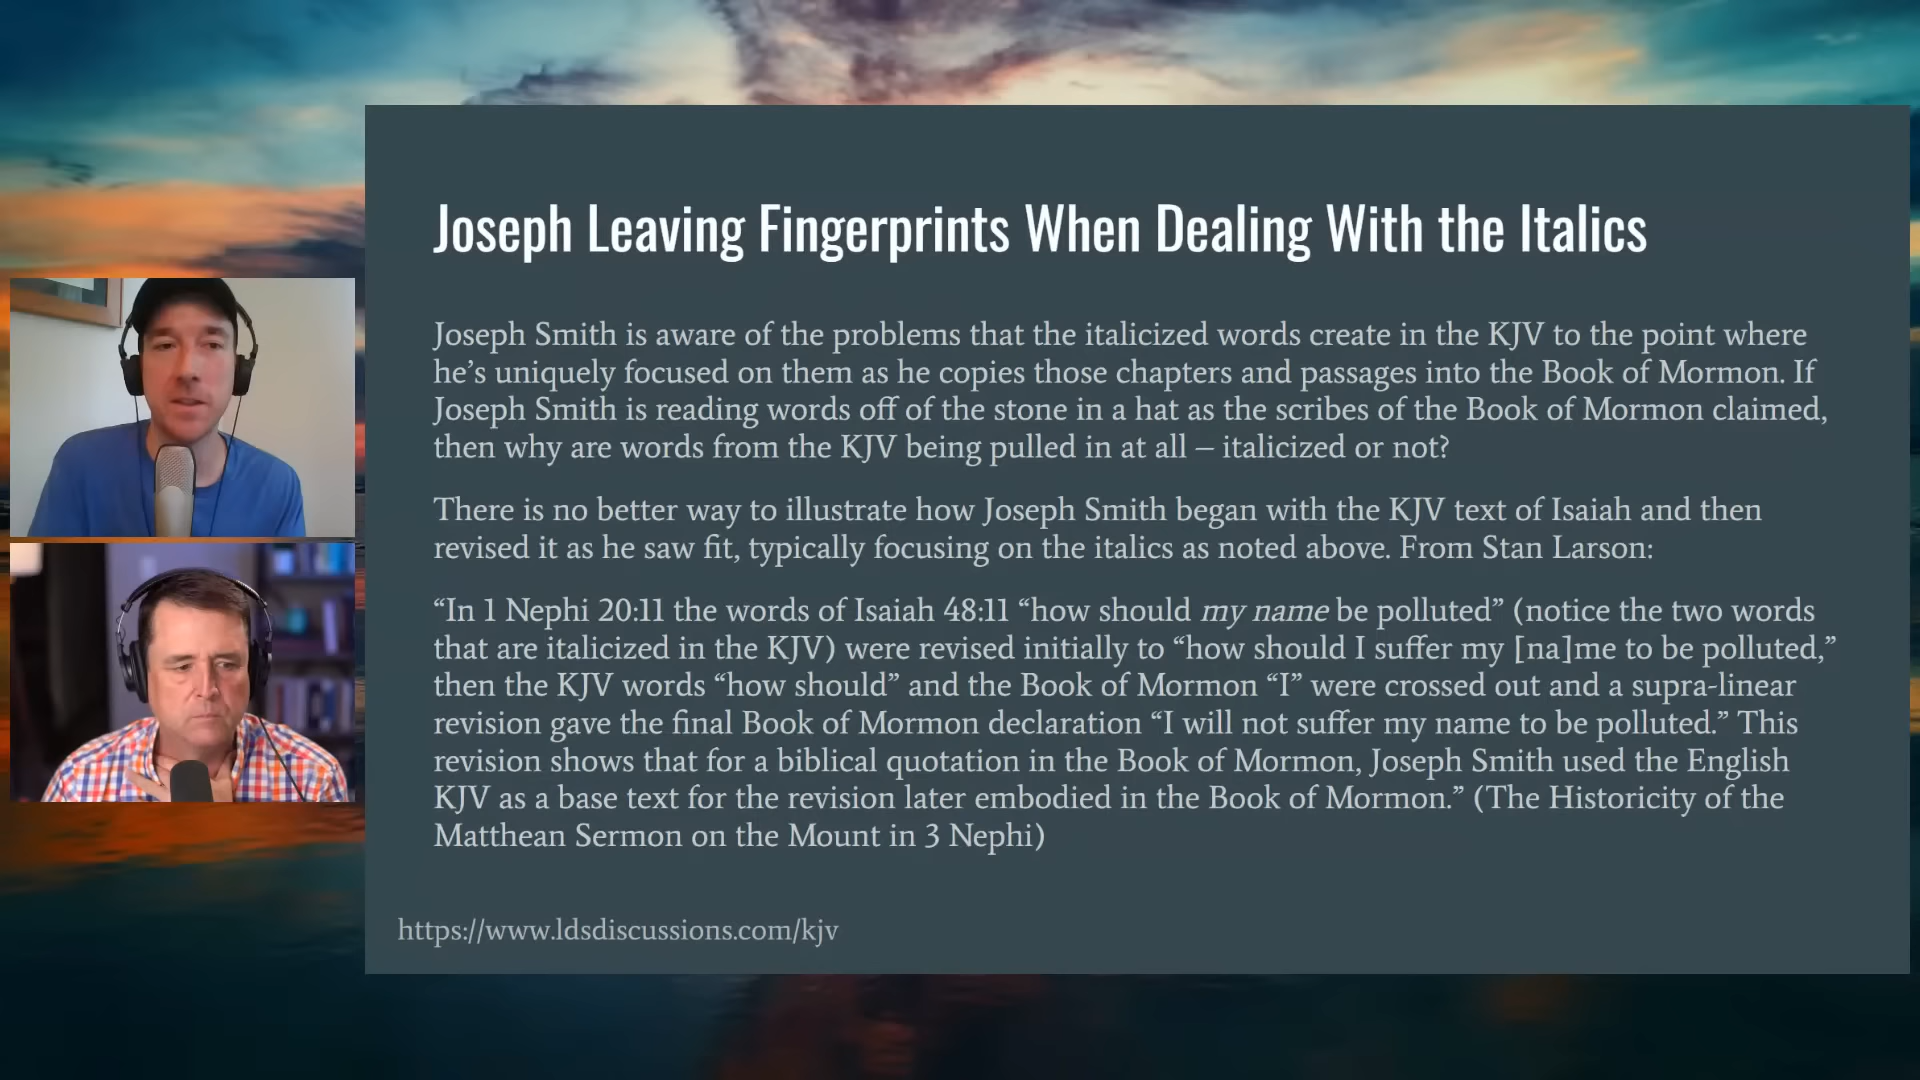 Joseph Leaving Fingerprints When Dealing With the Italics
Joseph Smith is aware of the problems that the italicized words create in the KJV to the point where
he’s uniquely focused on them as he copies those chapters and passages into the Book of Mormon. If
Joseph Smith is reading words off of the stone in a hat as the scribes of the Book of Mormon claimed,
then why are words from the KJV being pulled in at all – italicized or not?
There is no better way to illustrate how Joseph Smith began with the KJV text of Isaiah and then
revised it as he saw fit, typically focusing on the italics as noted above. From Stan Larson:
“In 1 Nephi 20:11 the words of Isaiah 48:11 “how should my name be polluted” (notice the two words
that are italicized in the KJV) were revised initially to “how should I suffer my [na]me to be polluted,”
then the KJV words “how should” and the Book of Mormon “I” were crossed out and a supra-linear
revision gave the final Book of Mormon declaration “I will not suffer my name to be polluted.” This
revision shows that for a biblical quotation in the Book of Mormon, Joseph Smith used the English
KJV as a base text for the revision later embodied in the Book of Mormon.” (The Historicity of the
Matthean Sermon on the Mount in 3 Nephi)
https://www.ldsdiscussions.com/kjv